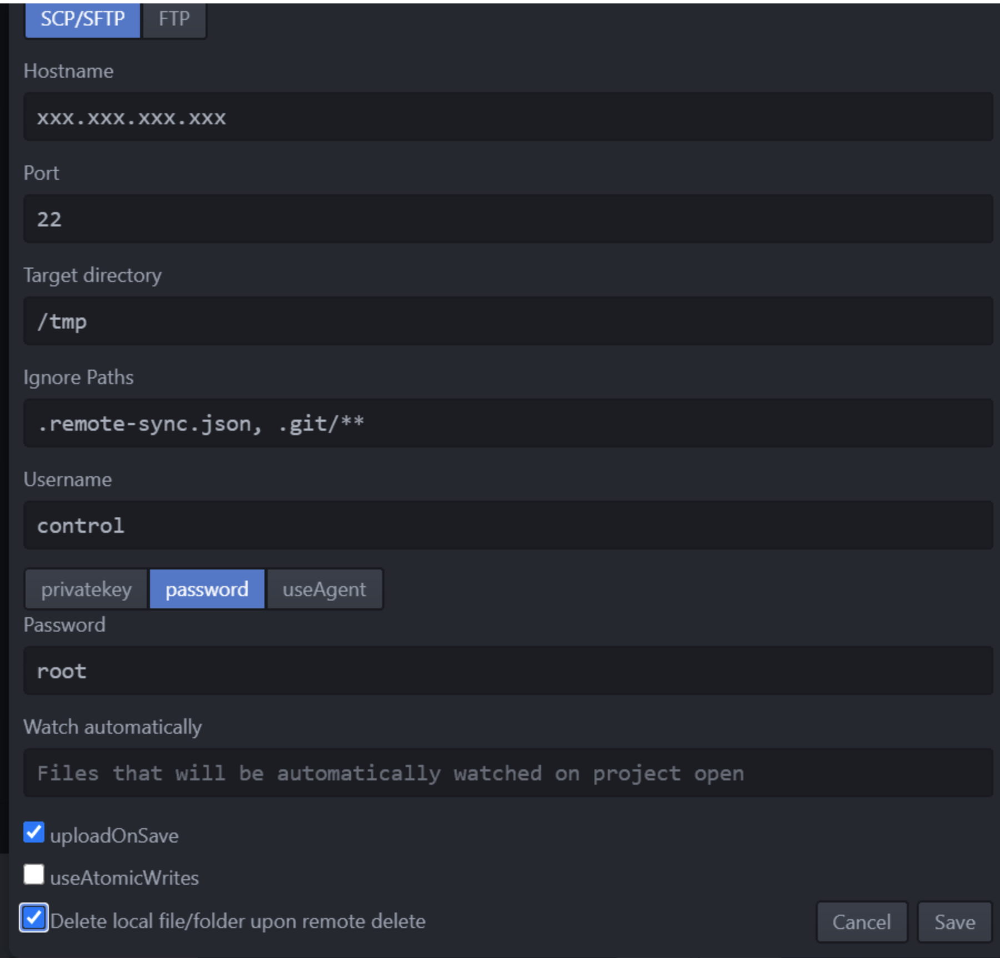 SCP/SFTP FTP
Hostname
xxx.xxx.xxx.xxx
Port
22
Target directory
/tmp
Ignore Paths
.remote-sync.json, .git/**
Username
control
privatekey password useAgent
Password
root
Watch automatically
Files that will be automatically watched on project open
uploadOnSave
useAtomicWrites
Delete local file/folder upon remote delete
Cancel Save